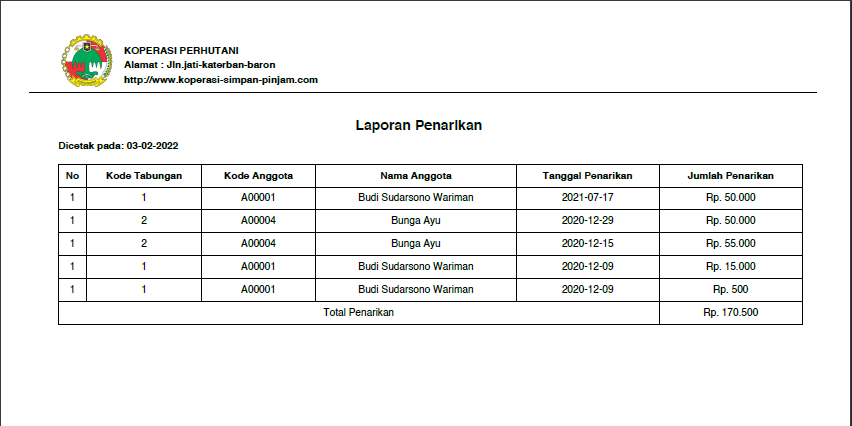 KOPERASI PERHUTANI
Alamat : Jln.jati-katerban-baron
http://www.koperasi-simpan-pinjam.com
Laporan Penarikan
Dicetak pada: 03-02-2022
No Kode Tabungan Kode Anggota Nama Anggota Tanggal Penarikan Jumlah Penarikan
1 1 A00001 Budi Sudarsono Wariman 2021-07-17 Rp. 50.000
1 2 A00004 Bunga Ayu 2020-12-29 Rp. 50.000
1 2 A00004 Bunga Ayu 2020-12-15 Rp. 55.000
1 1 A00001 Budi Sudarsono Wariman 2020-12-09 Rp. 15.000
1 1 A00001 Budi Sudarsono Wariman 2020-12-09 Rp. 500
Total Penarikan Rp. 170.500